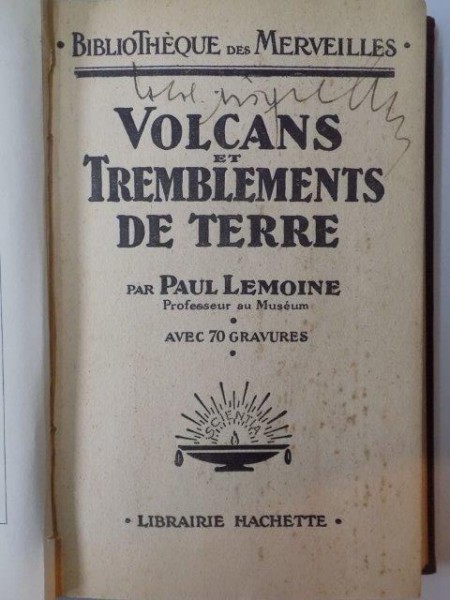 • BIBLIOTHÈQUE DES MERVEILLES •
VOLCANS
ET
TREMBLEMENTS
DE TERRE
PAR PAUL LEMOINE
Professeur au Muséum
AVEC 70 GRAVURES
SCIENTIA
• LIBRAIRIE HACHETTE •